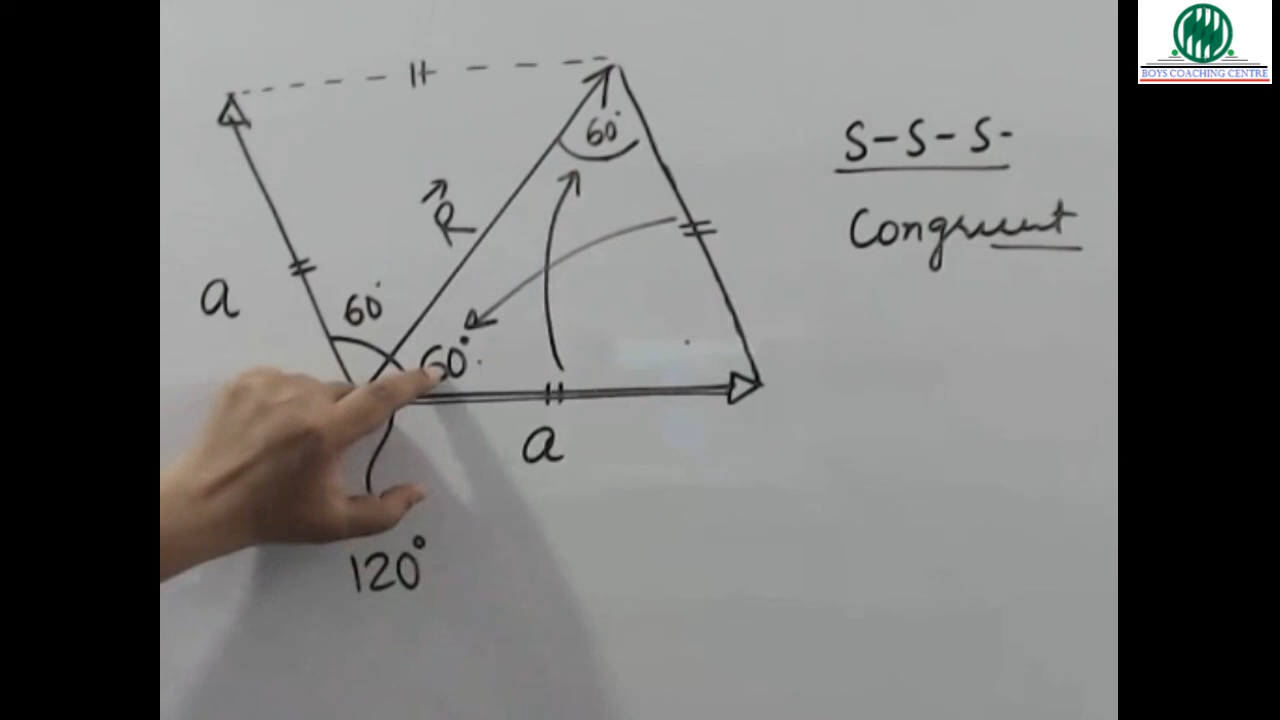 BOYS COACHING CENTRE
60°
S-S-S-
R
Congruent
a
60°
60°
a
120°